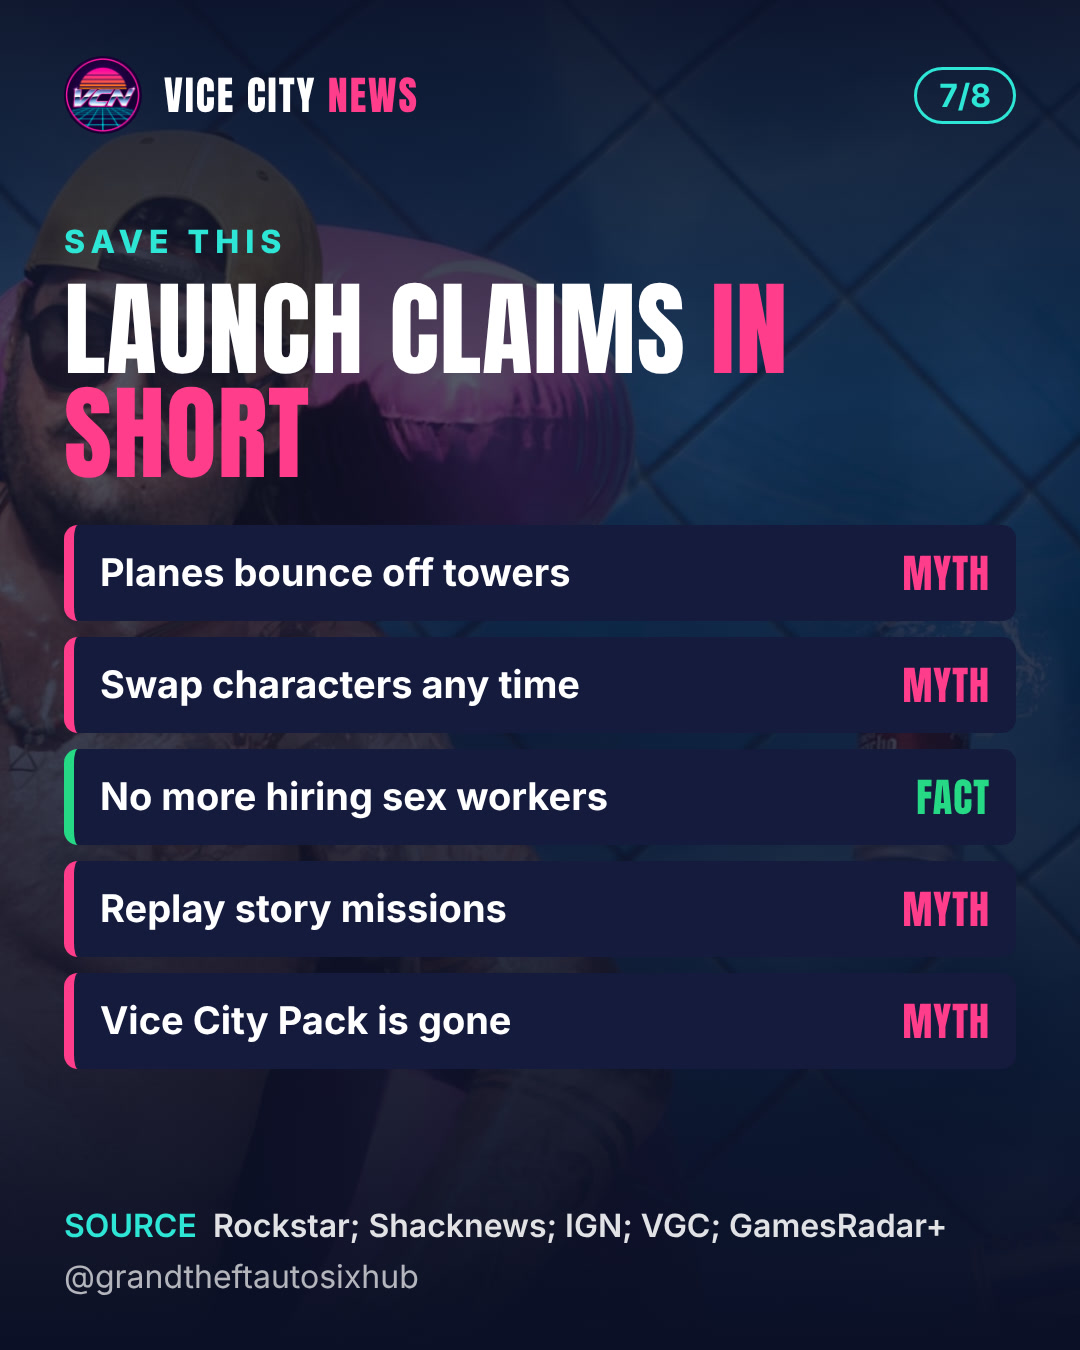 VCN
VICE CITY NEWS
7/8
SAVE THIS
LAUNCH CLAIMS IN
SHORT
Planes bounce off towers MYTH
Swap characters any time MYTH
No more hiring sex workers FACT
Replay story missions MYTH
Vice City Pack is gone MYTH
SOURCE Rockstar; Shacknews; IGN; VGC; GamesRadar+
@grandtheftautosixhub